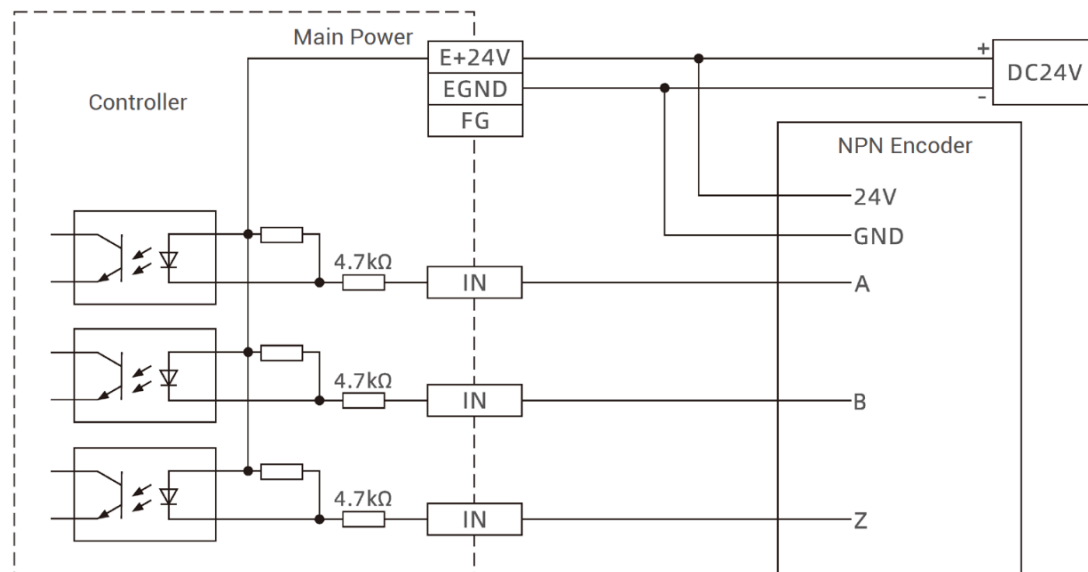 Main Power
E+24V
+
DC24V
EGND
-
Controller
FG
NPN Encoder
24V
GND
4.7kΩ
IN
A
4.7kΩ
IN
B
4.7kΩ
IN
Z